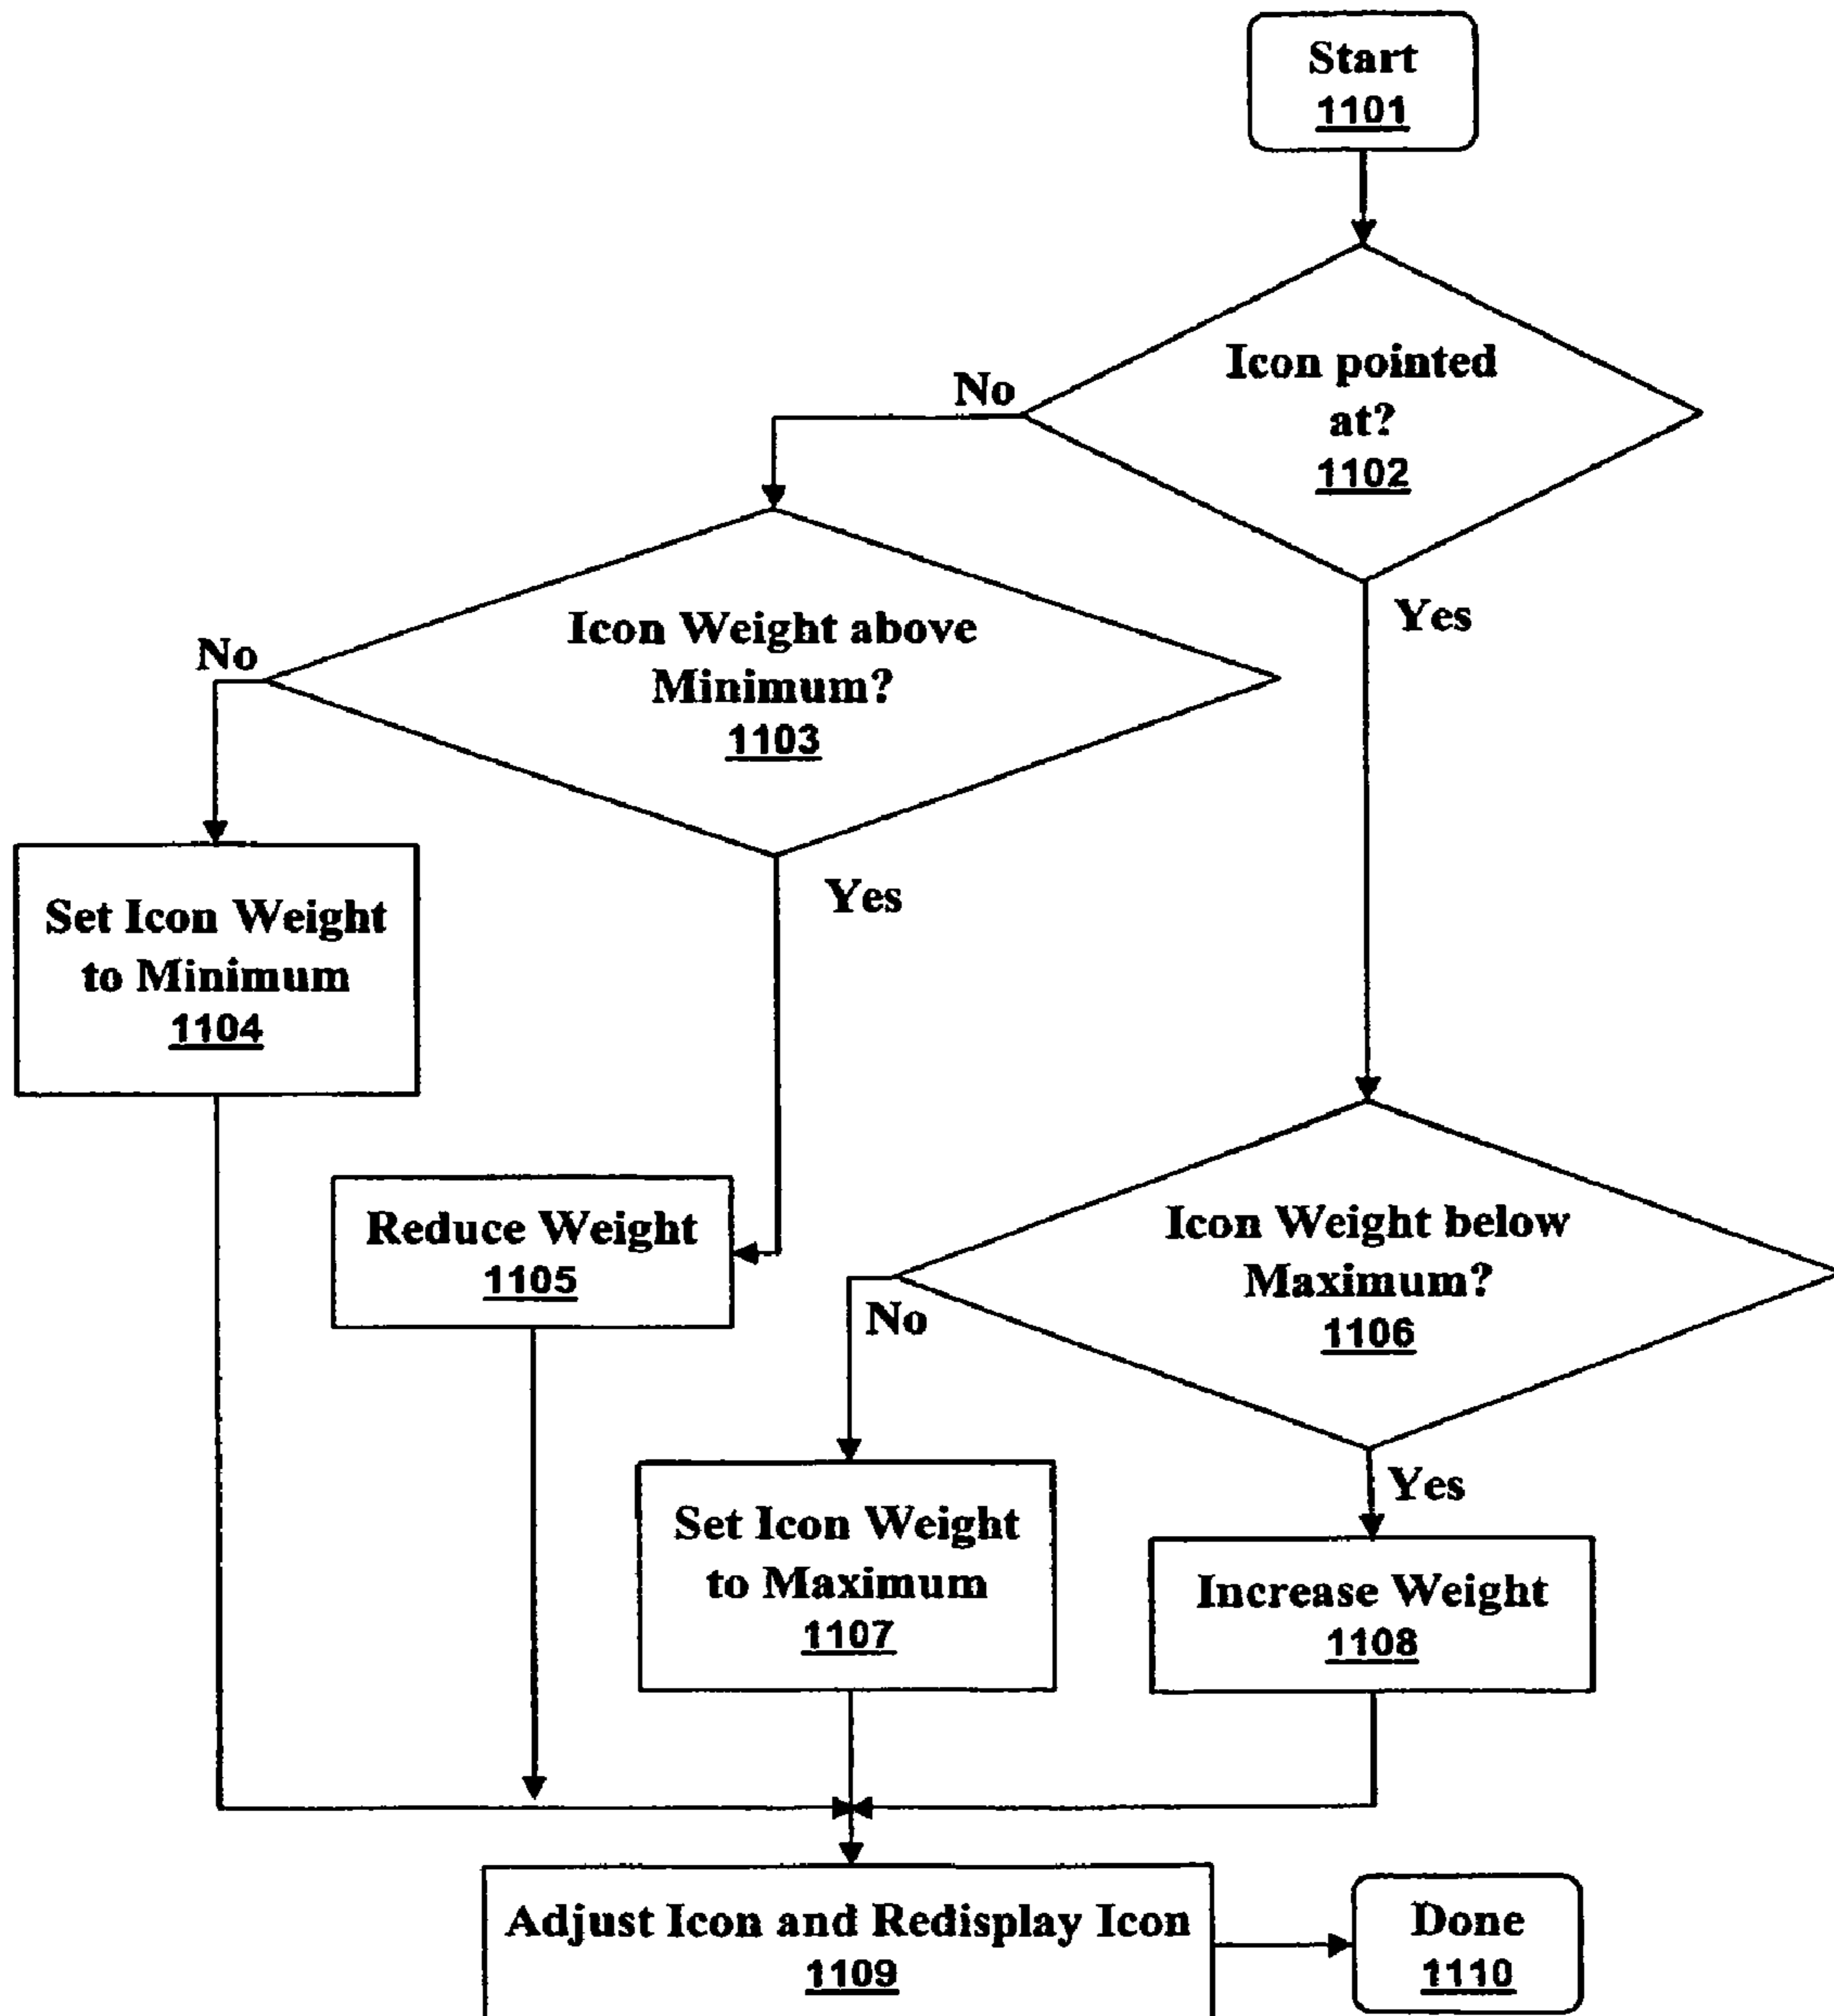 Start
1101
Icon pointed
at?
1102
No
Yes
Icon Weight above
Minimum?
1103
No
Yes
Set Icon Weight
to Minimum
1104
Reduce Weight
1105
Icon Weight below
Maximum?
1106
No
Yes
Set Icon Weight
to Maximum
1107
Increase Weight
1108
Adjust Icon and Redisplay Icon
1109
Done
1110